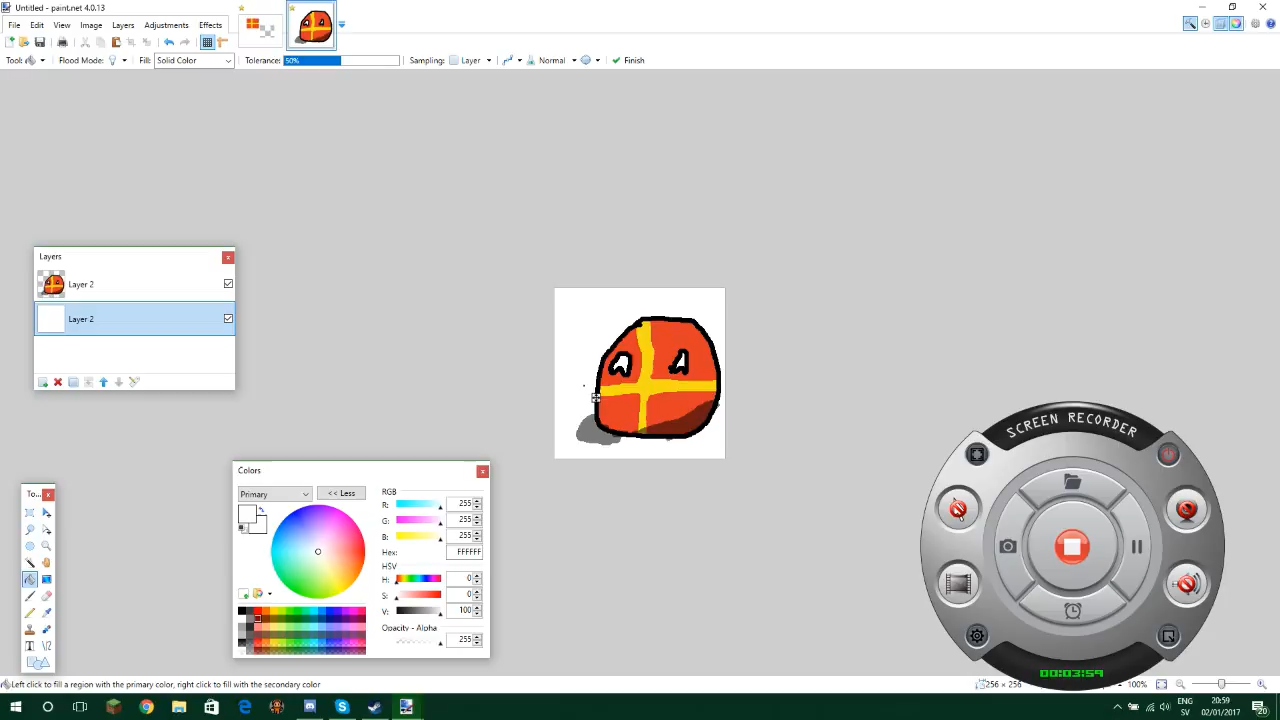 Untitled - paint.net 4.0.13
File Edit View Image Layers Adjustments Effects
Tool: Flood Mode: Fill: Solid Color Tolerance: 50% Sampling: Layer Normal Finish
Layers
Layer 2
Layer 2
To...
Colors
Primary
<< Less
RGB
R: 255
G: 255
B: 255
Hex: FFFFFF
HSV
H: 0
S: 0
V: 100
Opacity - Alpha
255
SCREEN RECORDER
00:03:59
Left click to fill a region with the primary color, right click to fill with the secondary color
256 × 256
100%
ENG
SV
20:59
02/01/2017
20